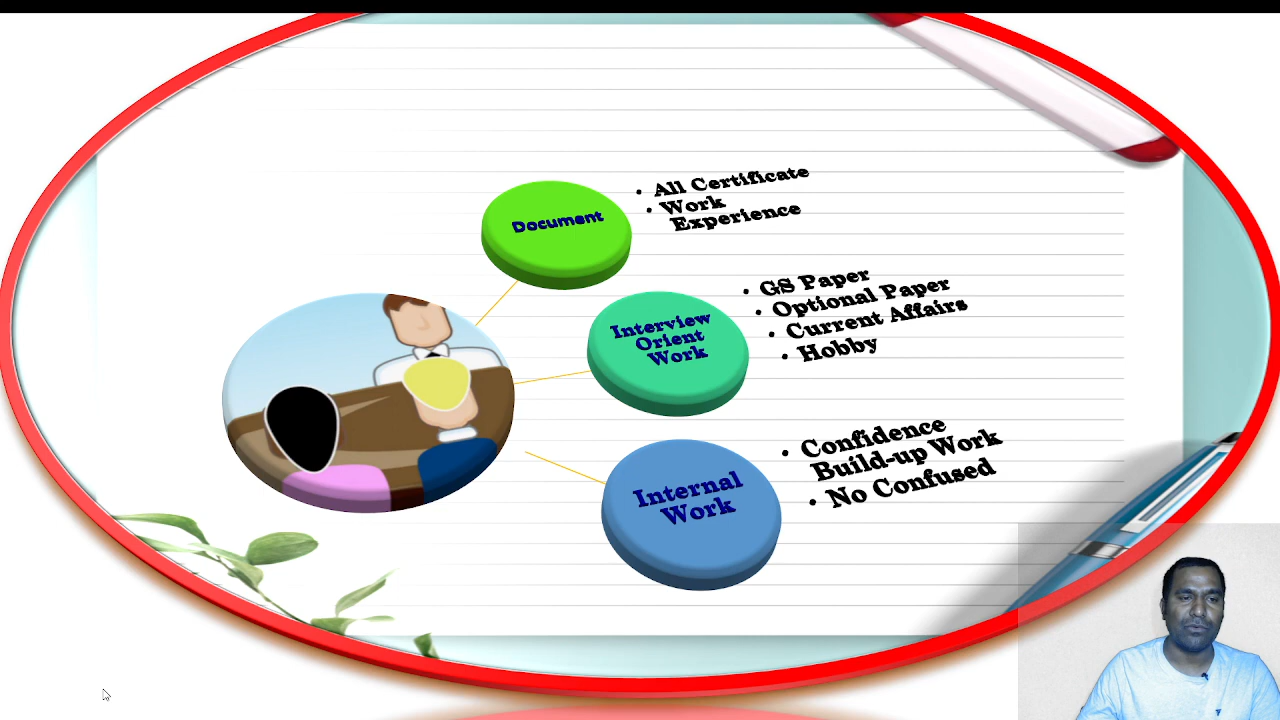 Document
• All Certificate
• Work
Experience
Interview
Orient
Work
• GS Paper
• Optional Paper
• Current Affairs
• Hobby
Internal
Work
• Confidence
Build-up Work
• No Confused